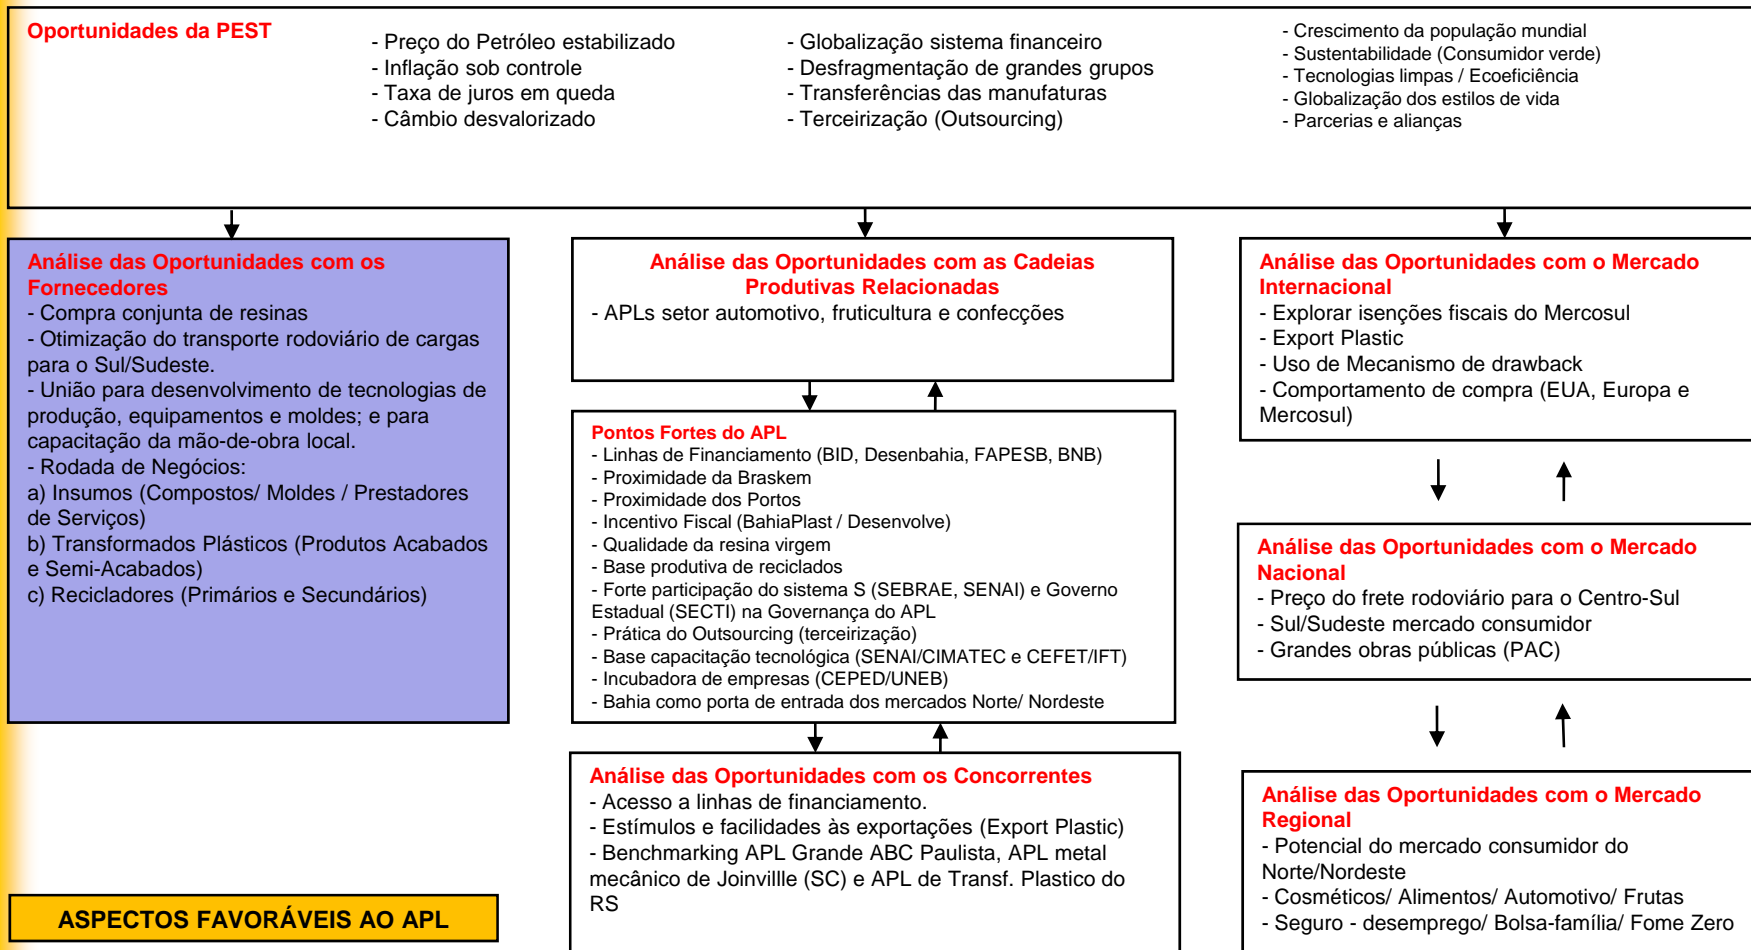 Oportunidades da PEST
- Preço do Petróleo estabilizado
- Inflação sob controle
- Taxa de juros em queda
- Câmbio desvalorizado
- Globalização sistema financeiro
- Desfragmentação de grandes grupos
- Transferências das manufaturas
- Terceirização (Outsourcing)
- Crescimento da população mundial
- Sustentabilidade (Consumidor verde)
- Tecnologias limpas / Ecoeficiência
- Globalização dos estilos de vida
- Parcerias e alianças
Análise das Oportunidades com os
Fornecedores
- Compra conjunta de resinas
- Otimização do transporte rodoviário de cargas
para o Sul/Sudeste.
- União para desenvolvimento de tecnologias de
produção, equipamentos e moldes; e para
capacitação da mão-de-obra local.
- Rodada de Negócios:
a) Insumos (Compostos/ Moldes / Prestadores
de Serviços)
b) Transformados Plásticos (Produtos Acabados
e Semi-Acabados)
c) Recicladores (Primários e Secundários)
Análise das Oportunidades com as Cadeias
Produtivas Relacionadas
- APLs setor automotivo, fruticultura e confecções
Pontos Fortes do APL
- Linhas de Financiamento (BID, Desenbahia, FAPESB, BNB)
- Proximidade da Braskem
- Proximidade dos Portos
- Incentivo Fiscal (BahiaPlast / Desenvolve)
- Qualidade da resina virgem
- Base produtiva de reciclados
- Forte participação do sistema S (SEBRAE, SENAI) e Governo
Estadual (SECTI) na Governança do APL
- Prática do Outsourcing (terceirização)
- Base capacitação tecnológica (SENAI/CIMATEC e CEFET/IFT)
- Incubadora de empresas (CEPED/UNEB)
- Bahia como porta de entrada dos mercados Norte/ Nordeste
Análise das Oportunidades com os Concorrentes
- Acesso a linhas de financiamento.
- Estímulos e facilidades às exportações (Export Plastic)
- Benchmarking APL Grande ABC Paulista, APL metal
mecânico de Joinvillle (SC) e APL de Transf. Plastico do
RS
Análise das Oportunidades com o Mercado
Internacional
- Explorar isenções fiscais do Mercosul
- Export Plastic
- Uso de Mecanismo de drawback
- Comportamento de compra (EUA, Europa e
Mercosul)
Análise das Oportunidades com o Mercado
Nacional
- Preço do frete rodoviário para o Centro-Sul
- Sul/Sudeste mercado consumidor
- Grandes obras públicas (PAC)
Análise das Oportunidades com o Mercado
Regional
- Potencial do mercado consumidor do
Norte/Nordeste
- Cosméticos/ Alimentos/ Automotivo/ Frutas
- Seguro - desemprego/ Bolsa-família/ Fome Zero
ASPECTOS FAVORÁVEIS AO APL